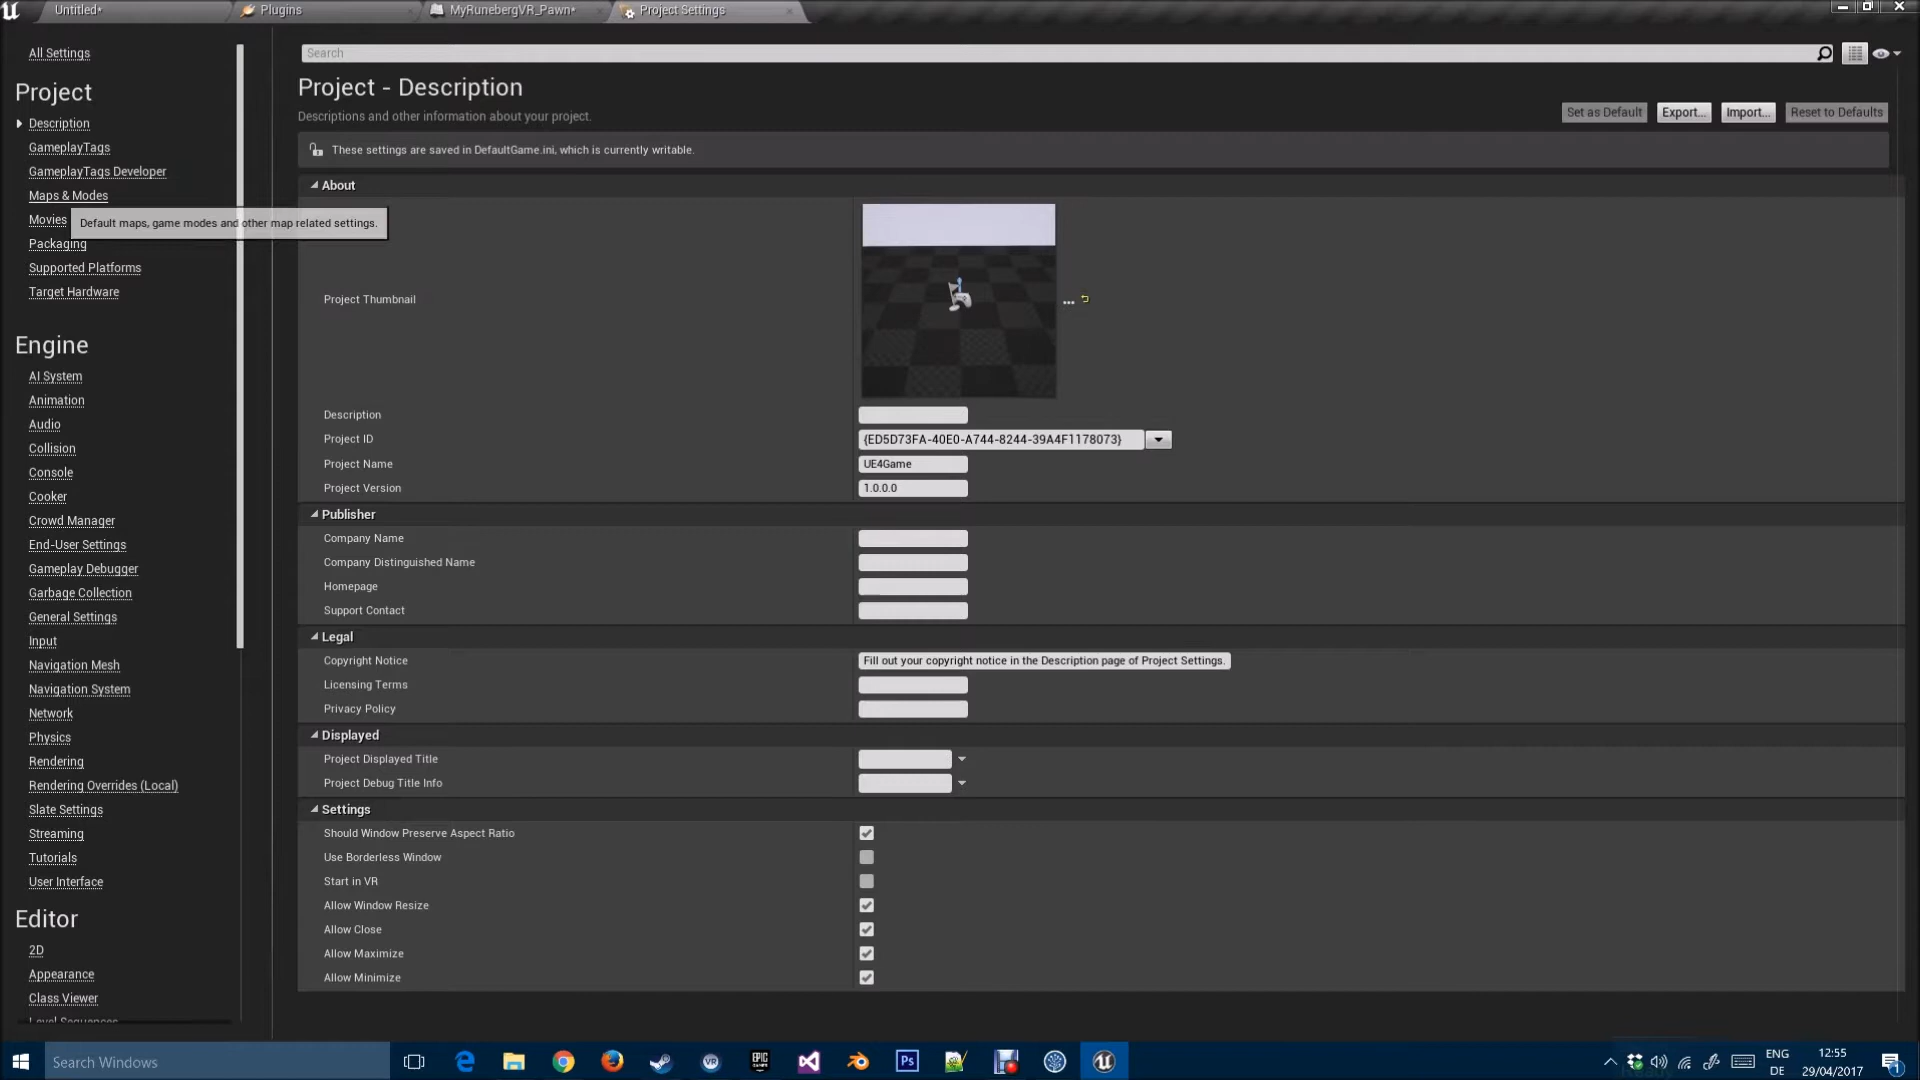 Untitled*
Plugins
MyRunebergVR_Pawn*
Project Settings
All Settings
Project
Description
GameplayTags
GameplayTags Developer
Maps & Modes
Movies
Default maps, game modes and other map related settings.
Packaging
Supported Platforms
Target Hardware
Engine
AI System
Animation
Audio
Collision
Console
Cooker
Crowd Manager
End-User Settings
Gameplay Debugger
Garbage Collection
General Settings
Input
Navigation Mesh
Navigation System
Network
Physics
Rendering
Rendering Overrides (Local)
Slate Settings
Streaming
Tutorials
User Interface
Editor
2D
Appearance
Class Viewer
Level Sequences
Search
Project - Description
Descriptions and other information about your project.
Set as Default
Export...
Import...
Reset to Defaults
These settings are saved in DefaultGame.ini, which is currently writable.
About
Project Thumbnail
...
Description
Project ID
{ED5D73FA-40E0-A744-8244-39A4F1178073}
Project Name
UE4Game
Project Version
1.0.0.0
Publisher
Company Name
Company Distinguished Name
Homepage
Support Contact
Legal
Copyright Notice
Fill out your copyright notice in the Description page of Project Settings.
Licensing Terms
Privacy Policy
Displayed
Project Displayed Title
Project Debug Title Info
Settings
Should Window Preserve Aspect Ratio
Use Borderless Window
Start in VR
Allow Window Resize
Allow Close
Allow Maximize
Allow Minimize
Search Windows
VR
EPIC GAMES
Ps
ENG
DE
12:55
29/04/2017
1